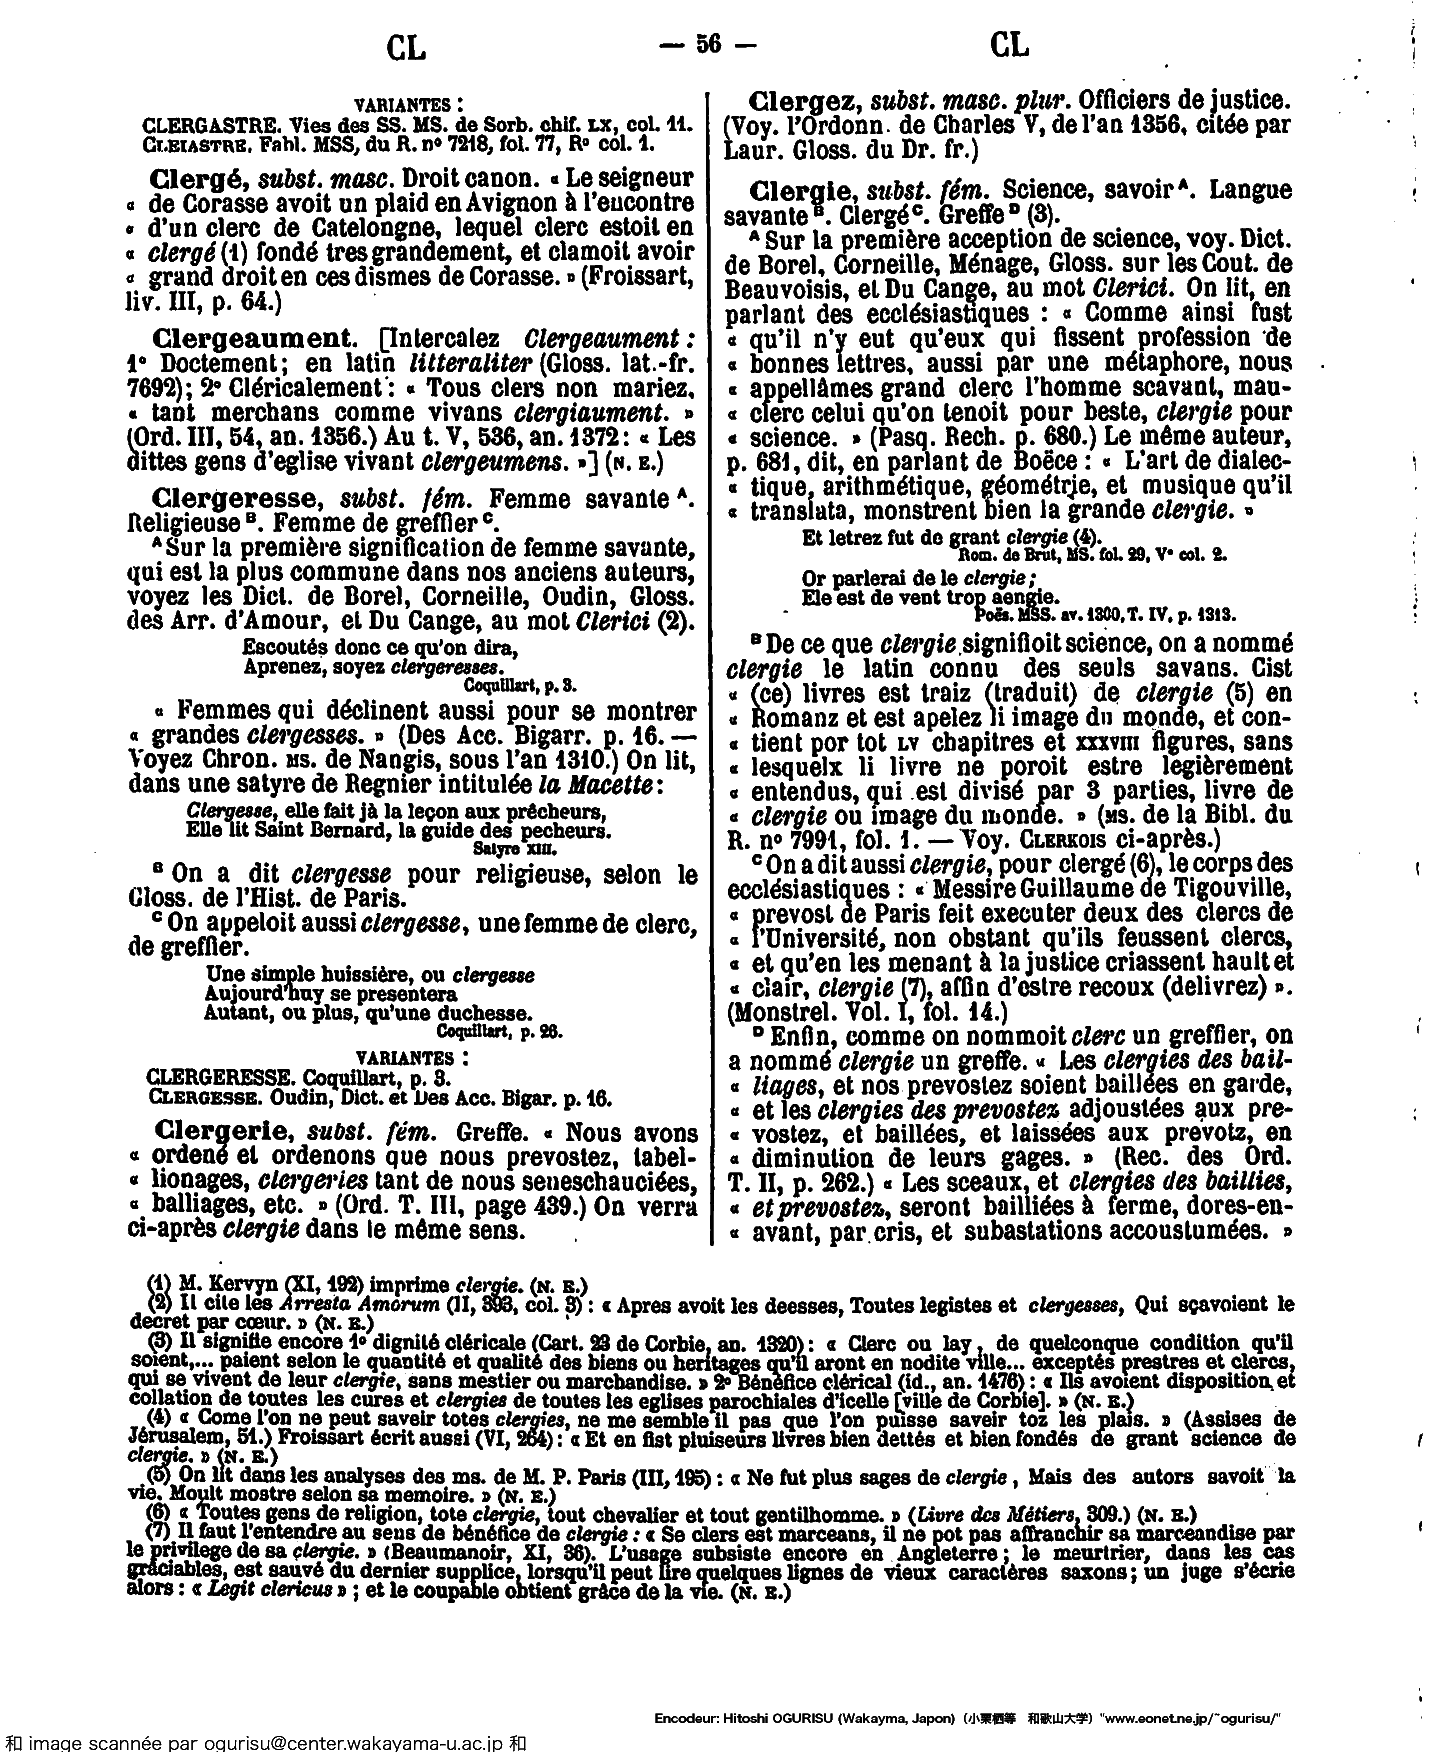 CL
— 56 —
CL
VARIANTES :
CLERGASTRE. Vies des SS. MS. de Sorb. chif. LX, col. 11.
CLEIASTRE. Fabl. MSS, du R. nº 7218, fol. 77, Rº col. 1.
Clergé, subst. masc. Droit canon. « Le seigneur
« de Corasse avoit un plaid en Avignon à l'encontre
« d'un clerc de Catelongne, lequel clerc estoit en
« clergé (1) fondé tres grandement, et clamoit avoir
« grand droit en ces dismes de Corasse. » (Froissart,
liv. III, p. 64.)
Clergeaument. [Intercalez Clergeaument :
1º Doctement; en latin litteraliter (Gloss. lat.-fr.
7692); 2º Cléricalement : « Tous clers non mariez,
« tant merchans comme vivans clergiaument. »
(Ord. III, 54, an. 1356.) Au t. V, 536, an. 1372 : « Les
dittes gens d'eglise vivant clergeumens. »] (N. E.)
Clergeresse, subst. fém. Femme savante A.
Religieuse B. Femme de greffier C.
A Sur la première signification de femme savante,
qui est la plus commune dans nos anciens auteurs,
voyez les Dict. de Borel, Corneille, Oudin, Gloss.
des Arr. d'Amour, et Du Cange, au mot Clerici (2).
Escoutés donc ce qu'on dira,
Aprenez, soyez clergeresses.
Coquillart, p. 3.
« Femmes qui déclinent aussi pour se montrer
« grandes clergesses. » (Des Acc. Bigarr. p. 16. —
Voyez Chron. MS. de Nangis, sous l'an 1310.) On lit,
dans une satyre de Regnier intitulée la Macette :
Clergesse, elle fait jà la leçon aux prêcheurs,
Elle lit Saint Bernard, la guide des pecheurs.
Satyre XIII.
B On a dit clergesse pour religieuse, selon le
Gloss. de l'Hist. de Paris.
C On appeloit aussi clergesse, une femme de clerc,
de greffier.
Une simple huissière, ou clergesse
Aujourd'huy se presentera
Autant, ou plus, qu'une duchesse.
Coquillart, p. 26.
VARIANTES :
CLERGERESSE. Coquillart, p. 3.
CLERGESSE. Oudin, Dict. et Des Acc. Bigar. p. 16.
Clergerie, subst. fém. Greffe. « Nous avons
« ordené et ordenons que nous prevostez, tabel-
« lionages, clergeries tant de nous seneschauciées,
« balliages, etc. » (Ord. T. III, page 439.) On verra
ci-après clergie dans le même sens.
Clergez, subst. masc. plur. Officiers de justice.
(Voy. l'Ordonn. de Charles V, de l'an 1356, citée par
Laur. Gloss. du Dr. fr.)
Clergie, subst. fém. Science, savoir A. Langue
savante B. Clergé C. Greffe D (3).
A Sur la première acception de science, voy. Dict.
de Borel, Corneille, Ménage, Gloss. sur les Cout. de
Beauvoisis, et Du Cange, au mot Clerici. On lit, en
parlant des ecclésiastiques : « Comme ainsi fust
« qu'il n'y eut qu'eux qui fissent profession de
« bonnes lettres, aussi par une métaphore, nous
« appellâmes grand clerc l'homme scavant, mau-
« clerc celui qu'on tenoit pour beste, clergie pour
« science. » (Pasq. Rech. p. 680.) Le même auteur,
p. 681, dit, en parlant de Boëce : « L'art de dialec-
« tique, arithmétique, géométrie, et musique qu'il
« translata, monstrent bien la grande clergie. »
Et letrez fut de grant clergie (4).
Rom. de Brut, MS. fol. 29, Vº col. 2.
Or parlerai de le clergie;
Ele est de vent trop aengie.
Poës. MSS. av. 1300, T. IV, p. 1313.
B De ce que clergie signifioit science, on a nommé
clergie le latin connu des seuls savans. Cist
« (ce) livres est traiz (traduit) de clergie (5) en
« Romanz et est apelez li image du monde, et con-
« tient por tot LV chapitres et XXXVIII figures, sans
« lesquelx li livre ne poroit estre legièrement
« entendus, qui est divisé par 3 parties, livre de
« clergie ou image du monde. » (MS. de la Bibl. du
R. nº 7991, fol. 1. — Voy. CLERKOIS ci-après.)
C On a dit aussi clergie, pour clergé (6), le corps des
ecclésiastiques : « Messire Guillaume de Tigouville,
« prevost de Paris feit executer deux des clercs de
« l'Université, non obstant qu'ils feussent clercs,
« et qu'en les menant à la justice criassent hault et
« clair, clergie (7), affin d'estre recoux (delivrez) ».
(Monstrel. Vol. I, fol. 14.)
D Enfin, comme on nommoit clerc un greffier, on
a nommé clergie un greffe. « Les clergies des bail-
« liages, et nos prevostez soient baillées en garde,
« et les clergies des prevostez adjoustées aux pre-
« vostez, et baillées, et laissées aux prevotz, en
« diminution de leurs gages. » (Rec. des Ord.
T. II, p. 262.) « Les sceaux, et clergies des baillies,
« et prevostez, seront bailliées à ferme, dores-en-
« avant, par cris, et subastations accoustumées. »
(1) M. Kervyn (XI, 192) imprime clergie. (N. E.)
(2) Il cite les Arresta Amorum (II, 393, col. 3) : « Apres avoit les deesses, Toutes legistes et clergesses, Qui sçavoient le
decret par cœur. » (N. E.)
(3) Il signifie encore 1º dignité cléricale (Cart. 23 de Corbie, an. 1320) : « Clerc ou lay, de quelconque condition qu'il
soient,... paient selon le quantité et qualité des biens ou heritages qu'il aront en nodite ville... exceptés prestres et clercs,
qui se vivent de leur clergie, sans mestier ou marchandise. » 2º Bénéfice clérical (id., an. 1476) : « Ils avoient disposition et
collation de toutes les cures et clergies de toutes les eglises parochiales d'icelle [ville de Corbie]. » (N. E.)
(4) « Come l'on ne peut saveir totes clergies, ne me semble il pas que l'on puisse saveir toz les plais. » (Assises de
Jérusalem, 51.) Froissart écrit aussi (VI, 264) : « Et en fist pluiseurs livres bien dettés et bien fondés de grant science de
clergie. » (N. E.)
(5) On lit dans les analyses des ms. de M. P. Paris (III, 195) : « Ne fut plus sages de clergie, Mais des autors savoit la
vie, Moult mostre selon sa memoire. » (N. E.)
(6) « Toutes gens de religion, tote clergie, tout chevalier et tout gentilhomme. » (Livre des Métiers, 309.) (N. E.)
(7) Il faut l'entendre au sens de bénéfice de clergie : « Se clers est marceans, il ne pot pas affranchir sa marceandise par
le privilege de sa clergie. » (Beaumanoir, XI, 36). L'usage subsiste encore en Angleterre; le meurtrier, dans les cas
graciables, est sauvé du dernier supplice, lorsqu'il peut lire quelques lignes de vieux caractères saxons; un juge s'écrie
alors : « Legit clericus »; et le coupable obtient grâce de la vie. (N. E.)
Encodeur: Hitoshi OGURISU (Wakayma, Japon) (小栗栖等 和歌山大学) "www.eonet.ne.jp/~ogurisu/"
和 image scannée par ogurisu@center.wakayama-u.ac.jp 和